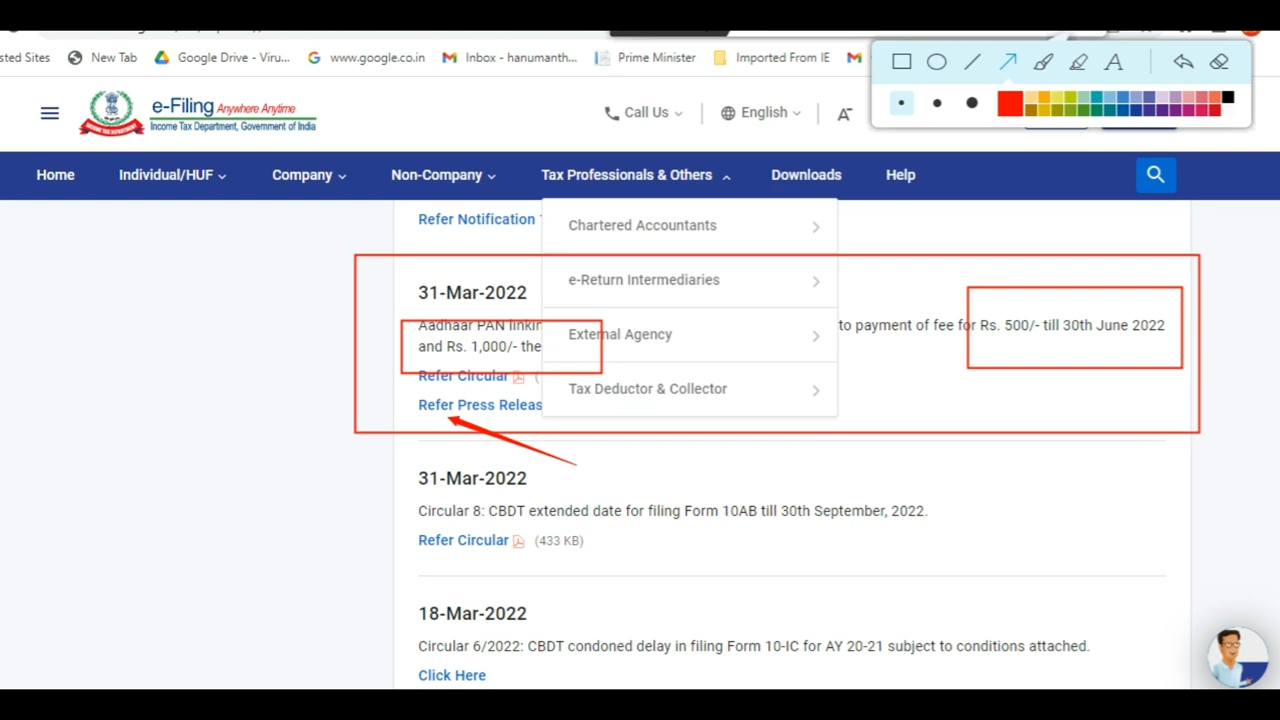 sted Sites New Tab Google Drive - Viru... www.google.co.in Inbox - hanumanth... Prime Minister Imported From IE
e-Filing Anywhere Anytime
Income Tax Department, Government of India
Call Us English A-
Home Individual/HUF Company Non-Company Tax Professionals & Others Downloads Help
Refer Notification
Chartered Accountants
e-Return Intermediaries
External Agency
Tax Deductor & Collector
31-Mar-2022
Aadhaar PAN linkin to payment of fee for Rs. 500/- till 30th June 2022
and Rs. 1,000/- the
Refer Circular (
Refer Press Releas
31-Mar-2022
Circular 8: CBDT extended date for filing Form 10AB till 30th September, 2022.
Refer Circular (433 KB)
18-Mar-2022
Circular 6/2022: CBDT condoned delay in filing Form 10-IC for AY 20-21 subject to conditions attached.
Click Here